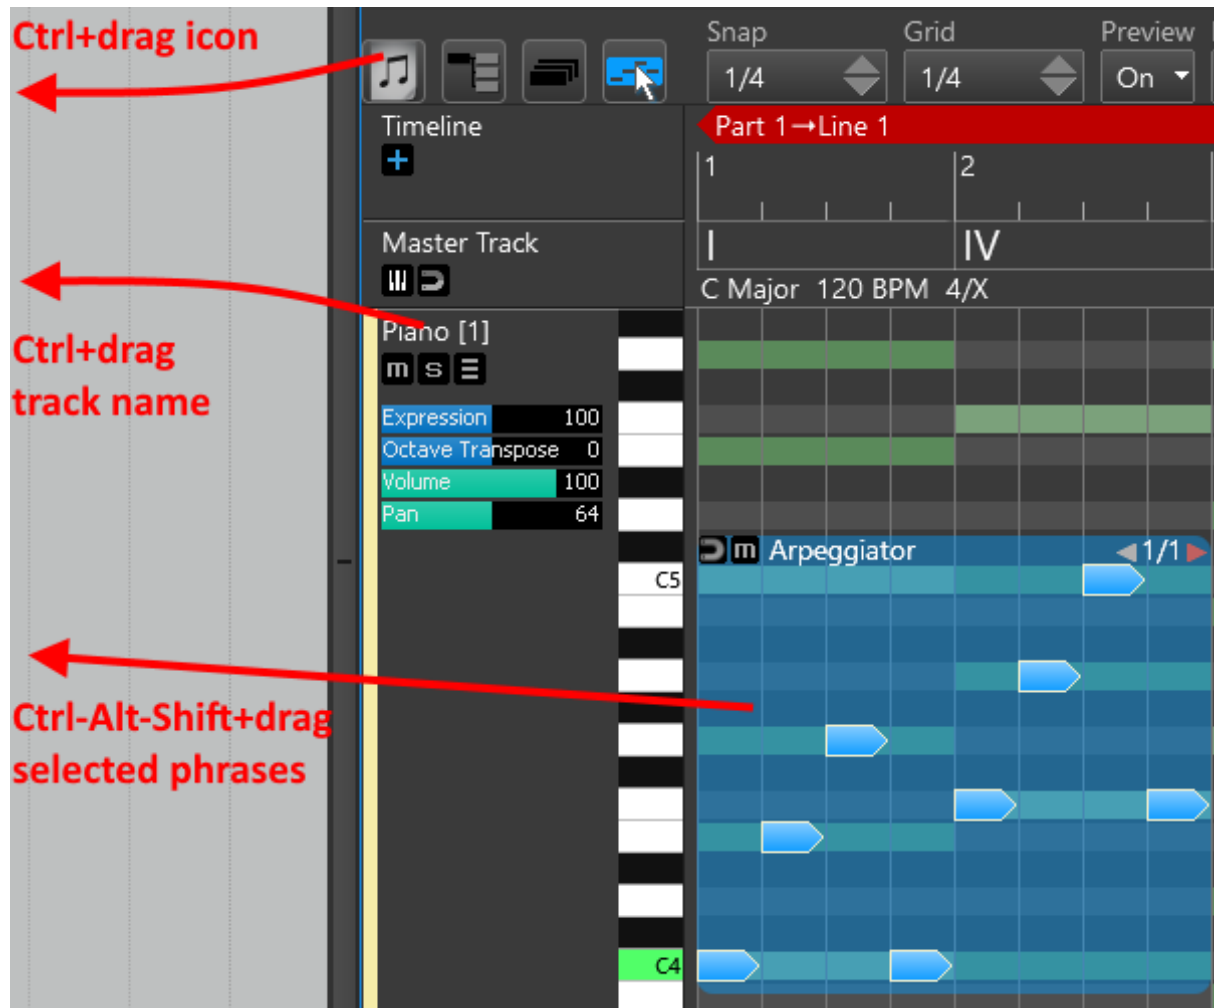 Ctrl+drag icon
Snap Grid Preview
1/4 1/4 On
Timeline
Part 1→Line 1
1 2
Master Track
I IV
C Major 120 BPM 4/X
Piano [1]
m s
Ctrl+drag
track name
Expression 100
Octave Transpose 0
Volume 100
Pan 64
m Arpeggiator 1/1
C5
Ctrl-Alt-Shift+drag
selected phrases
C4